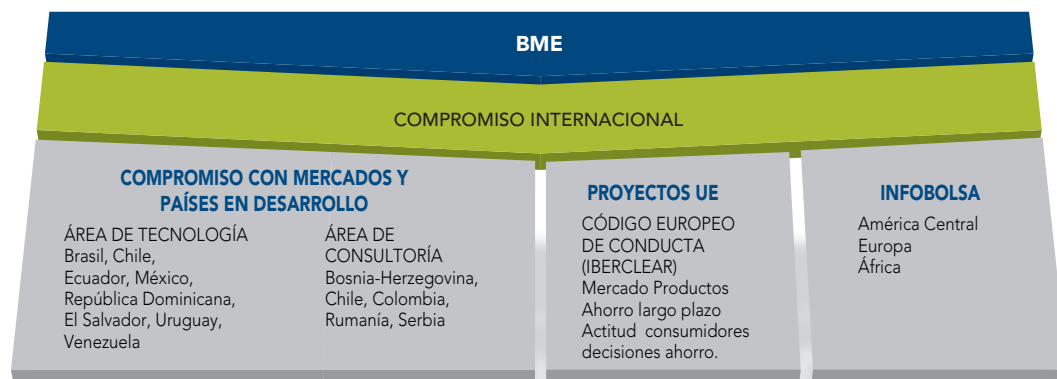 BME
COMPROMISO INTERNACIONAL
COMPROMISO CON MERCADOS Y
PAÍSES EN DESARROLLO
ÁREA DE TECNOLOGÍA
Brasil, Chile,
Ecuador, México,
República Dominicana,
El Salvador, Uruguay,
Venezuela
ÁREA DE
CONSULTORÍA
Bosnia-Herzegovina,
Chile, Colombia,
Rumanía, Serbia
PROYECTOS UE
CÓDIGO EUROPEO
DE CONDUCTA
(IBERCLEAR)
Mercado Productos
Ahorro largo plazo
Actitud consumidores
decisiones ahorro.
INFOBOLSA
América Central
Europa
África